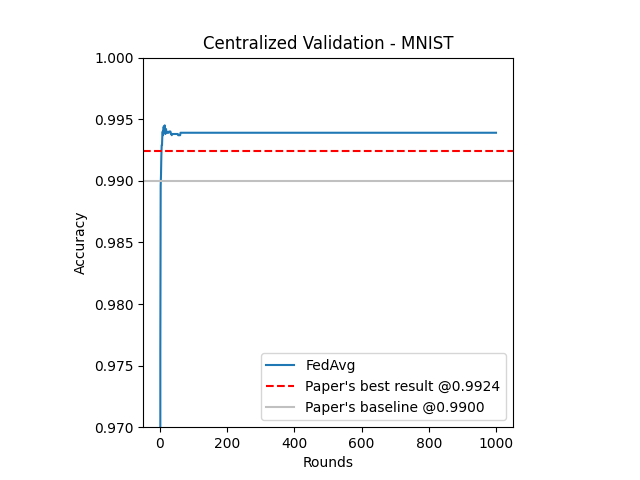 Centralized Validation - MNIST
1.000
0.995
0.990
0.985
0.980
0.975
0.970
Accuracy
FedAvg
Paper's best result @0.9924
Paper's baseline @0.9900
0 200 400 600 800 1000
Rounds